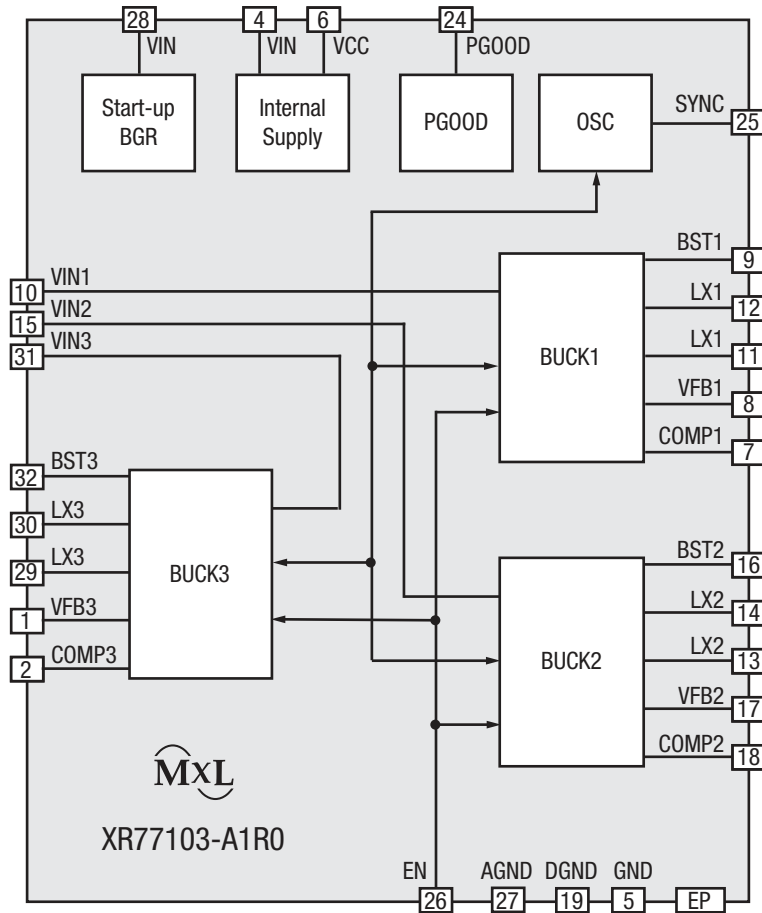 28 4 6 24
VIN VIN VCC PGOOD
Start-up
BGR
Internal
Supply
PGOOD
OSC
SYNC
25
VIN1
10
VIN2
15
VIN3
31
BUCK1
BST1
9
LX1
12
LX1
11
VFB1
8
COMP1
7
BST3
32
LX3
30
LX3
29
VFB3
1
COMP3
2
BUCK3
BUCK2
BST2
16
LX2
14
LX2
13
VFB2
17
COMP2
18
MxL
XR77103-A1R0
EN AGND DGND GND
26 27 19 5 EP